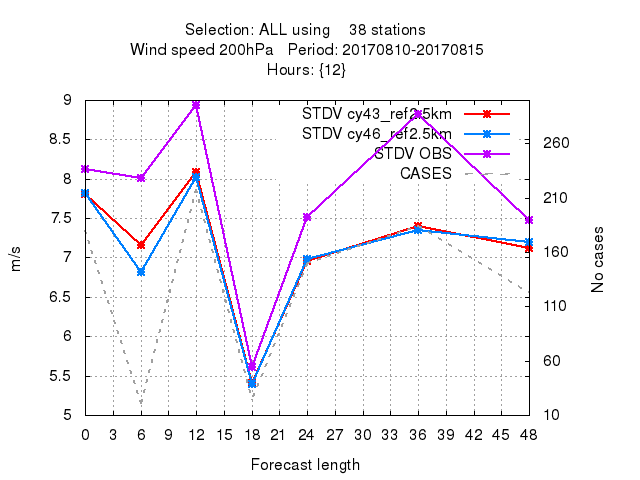 Selection: ALL using 38 stations
Wind speed 200hPa Period: 20170810-20170815
Hours: {12}
STDV cy43_ref2.5km
STDV cy46_ref2.5km
STDV OBS
CASES
m/s
9
8.5
8
7.5
7
6.5
6
5.5
5
260
210
160
110
60
10
No cases
0 3 6 9 12 15 18 21 24 27 30 33 36 39 42 45 48
Forecast length